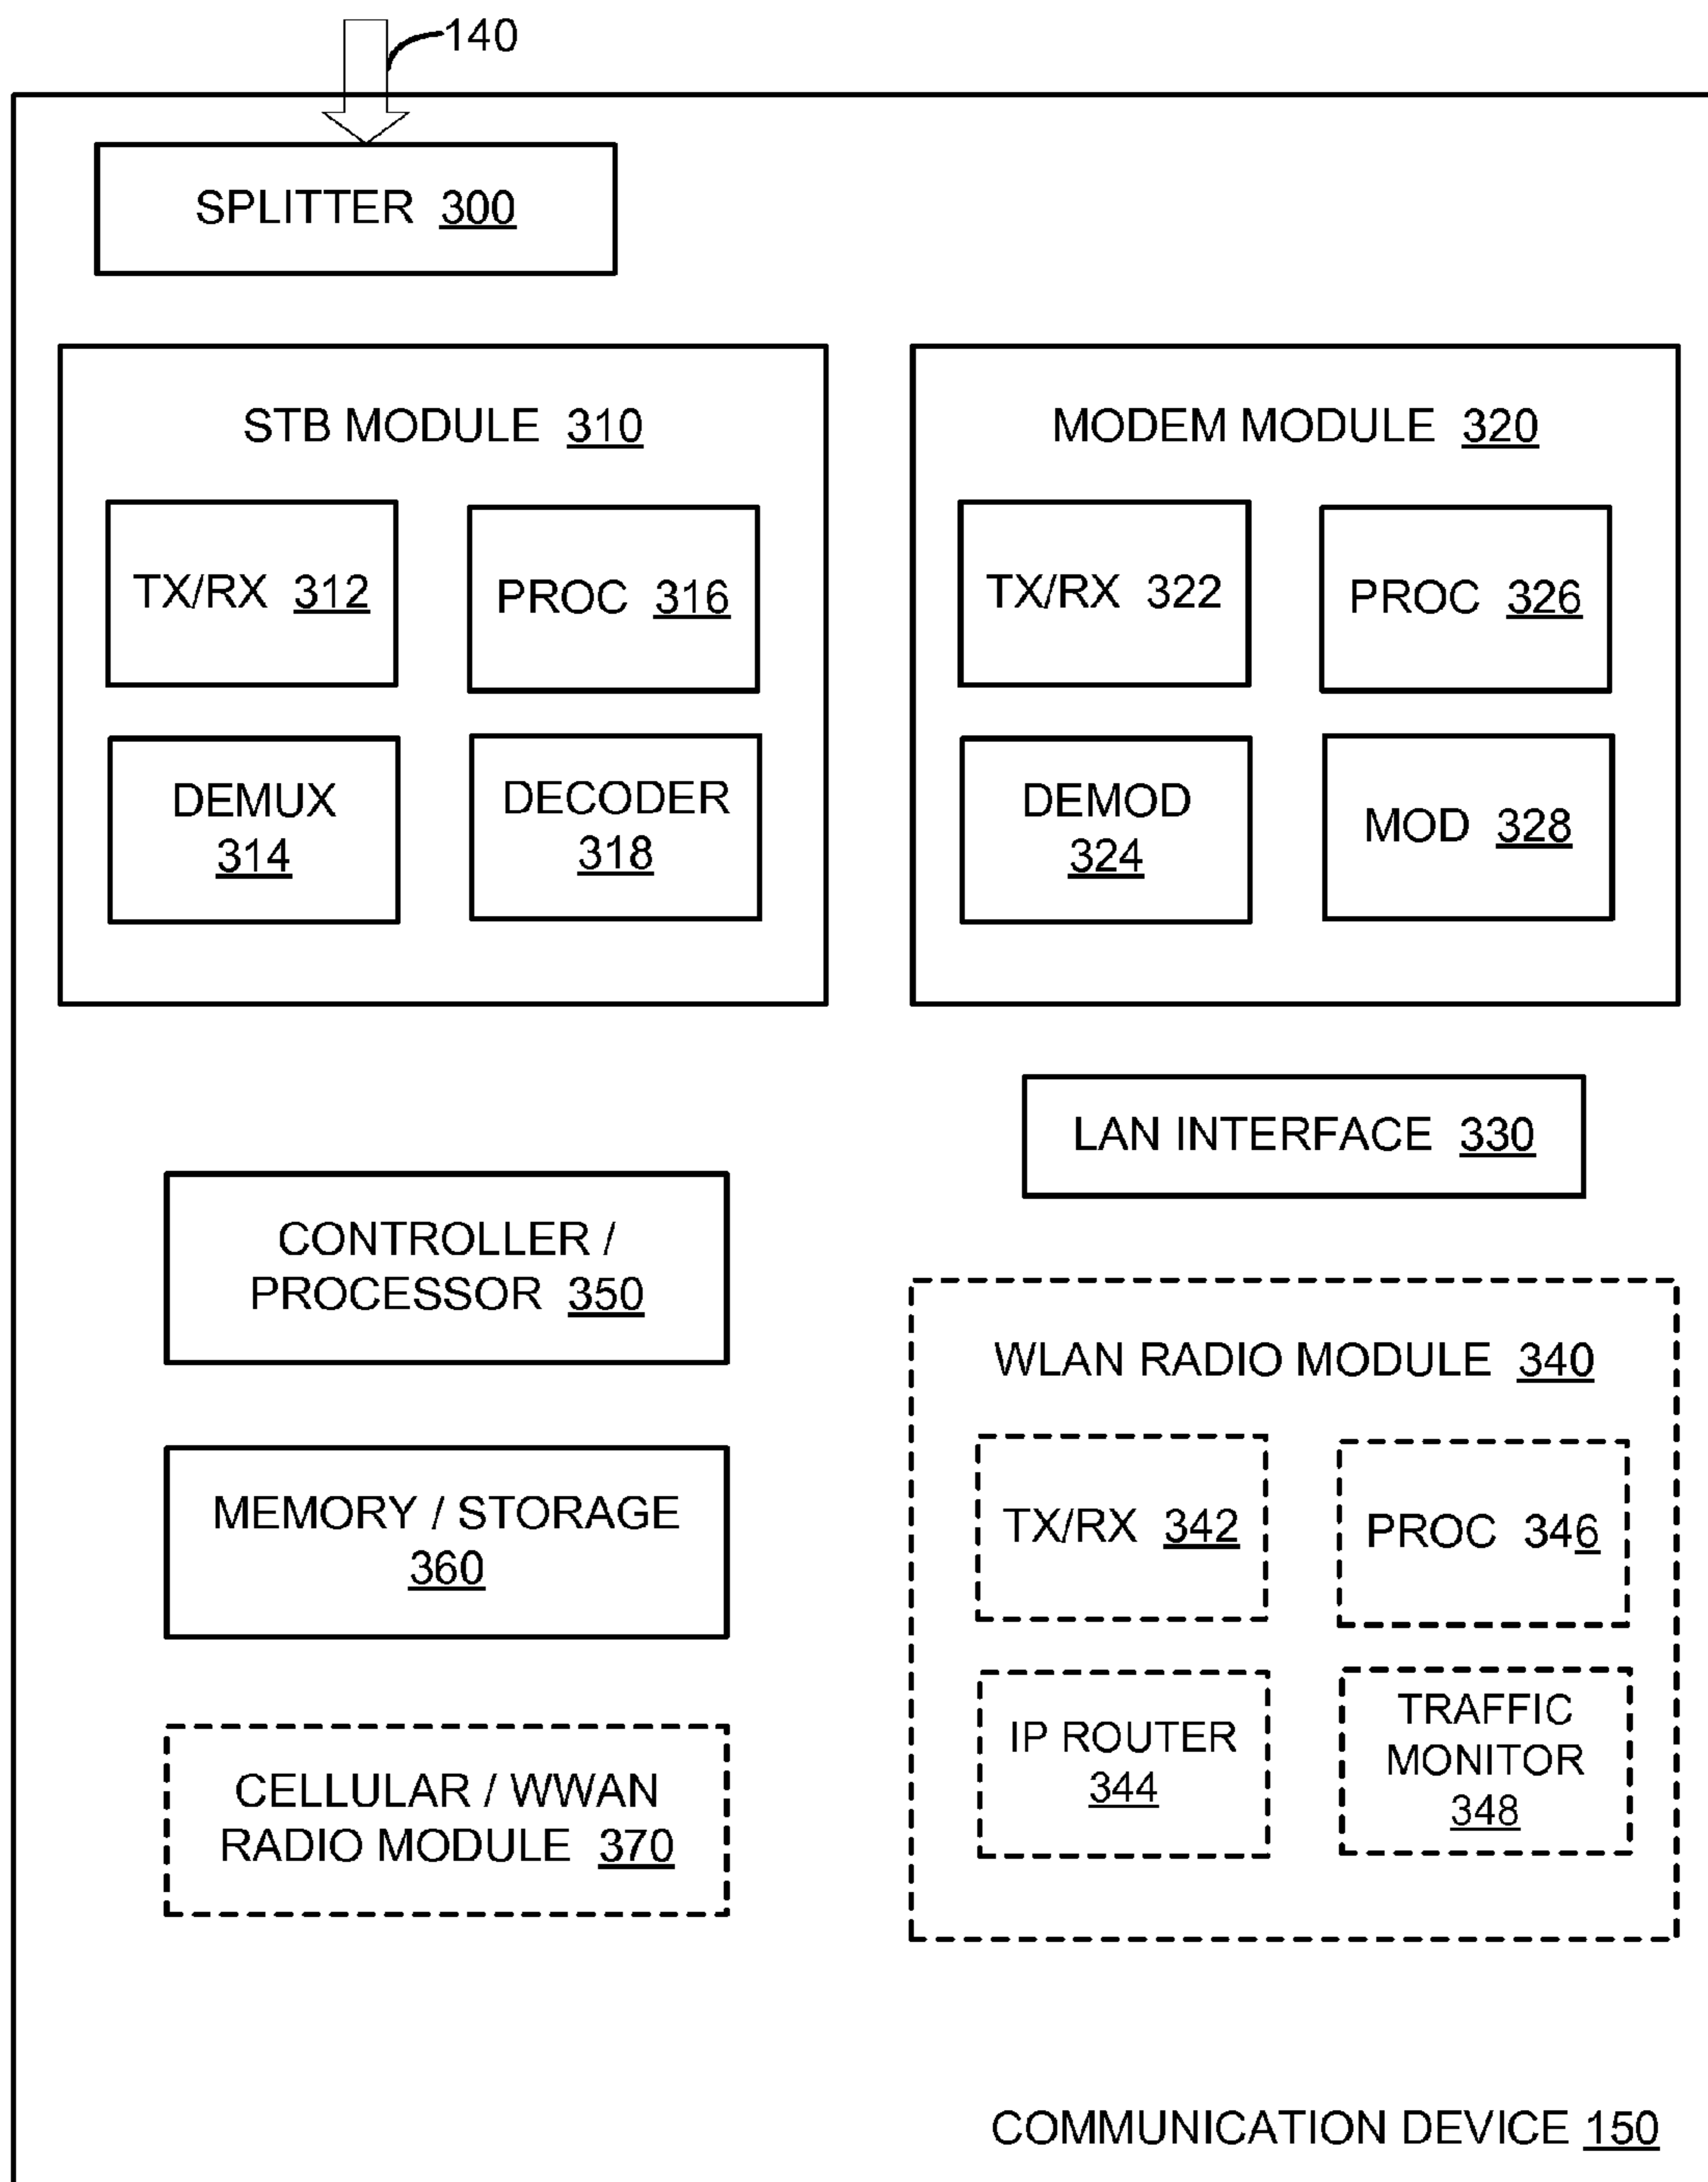 140
SPLITTER 300
STB MODULE 310
TX/RX 312
PROC 316
DEMUX
314
DECODER
318
MODEM MODULE 320
TX/RX 322
PROC 326
DEMOD
324
MOD 328
LAN INTERFACE 330
CONTROLLER /
PROCESSOR 350
MEMORY / STORAGE
360
CELLULAR / WWAN
RADIO MODULE 370
WLAN RADIO MODULE 340
TX/RX 342
PROC 346
IP ROUTER
344
TRAFFIC
MONITOR
348
COMMUNICATION DEVICE 150